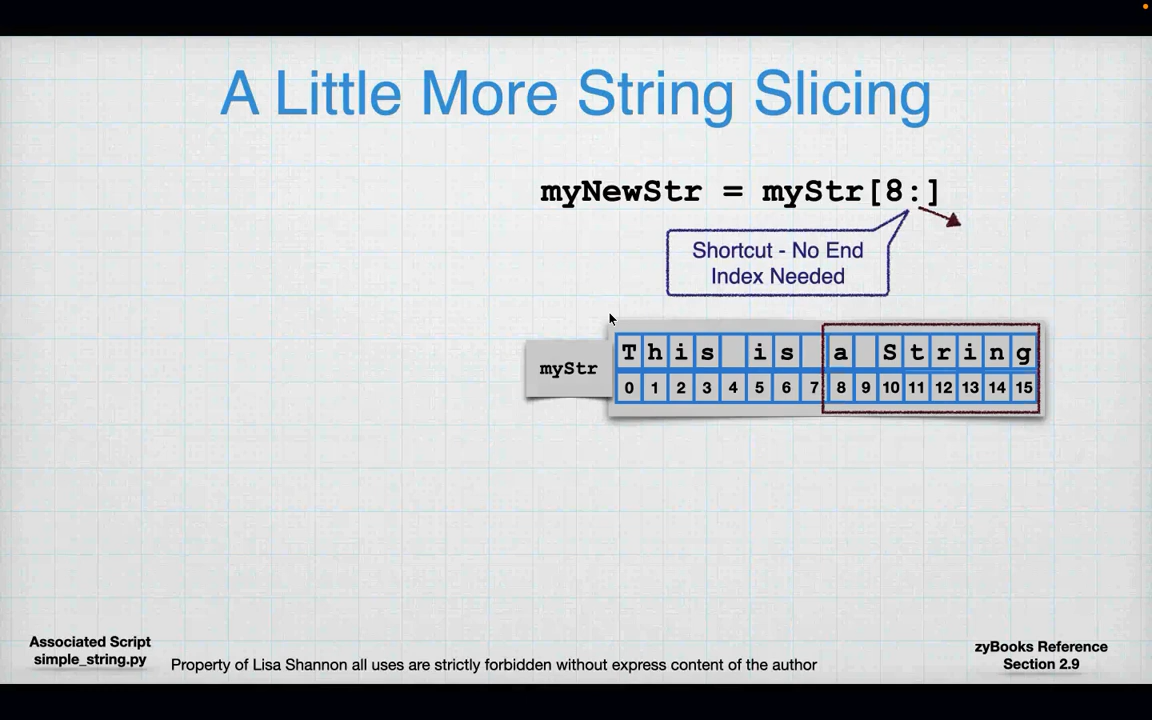 A Little More String Slicing
myNewStr = myStr[8:]
Shortcut - No End
Index Needed
myStr
T h i s   i s   a   S t r i n g
0 1 2 3 4 5 6 7 8 9 10 11 12 13 14 15
Associated Script
simple_string.py
Property of Lisa Shannon all uses are strictly forbidden without express content of the author
zyBooks Reference
Section 2.9